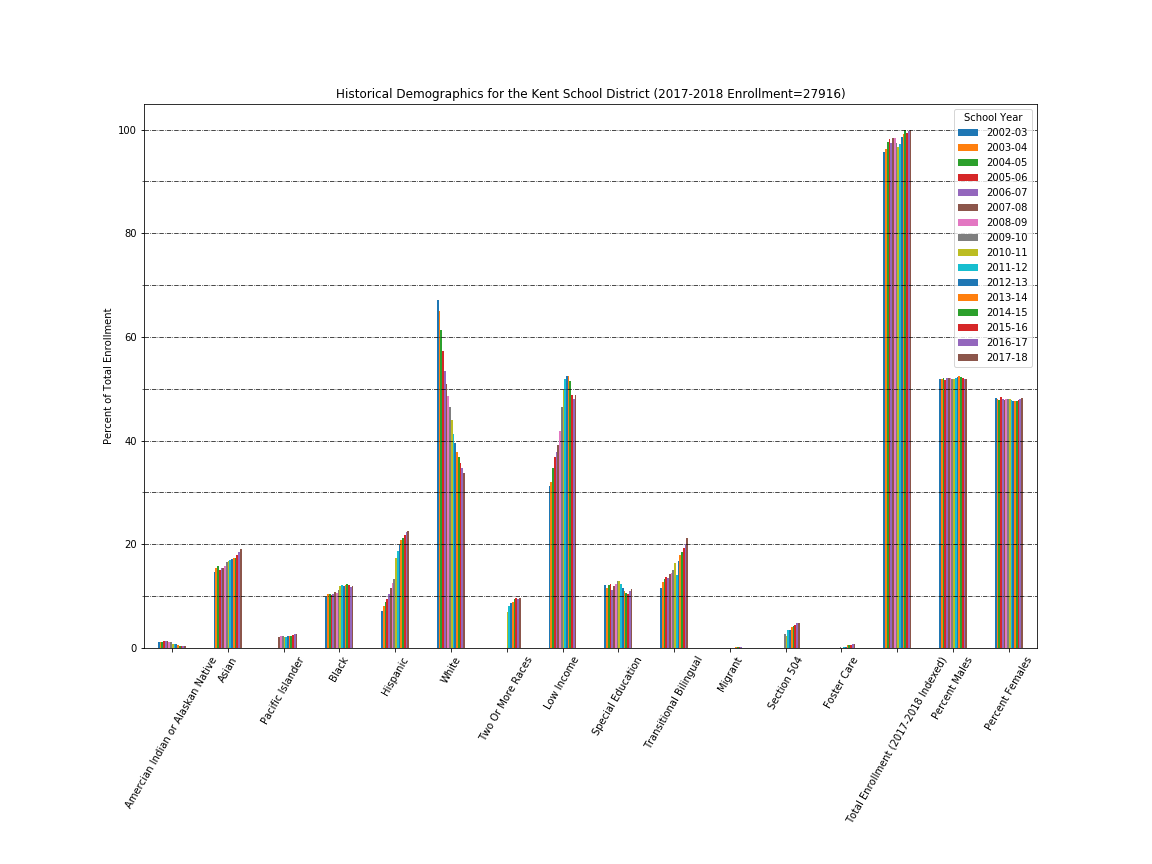 Historical Demographics for the Kent School District (2017-2018 Enrollment=27916)
Percent of Total Enrollment
100
80
60
40
20
0
School Year
2002-03
2003-04
2004-05
2005-06
2006-07
2007-08
2008-09
2009-10
2010-11
2011-12
2012-13
2013-14
2014-15
2015-16
2016-17
2017-18
Amercian Indian or Alaskan Native
Asian
Pacific Islander
Black
Hispanic
White
Two Or More Races
Low Income
Special Education
Transitional Bilingual
Migrant
Section 504
Foster Care
Total Enrollment (2017-2018 Indexed)
Percent Males
Percent Females